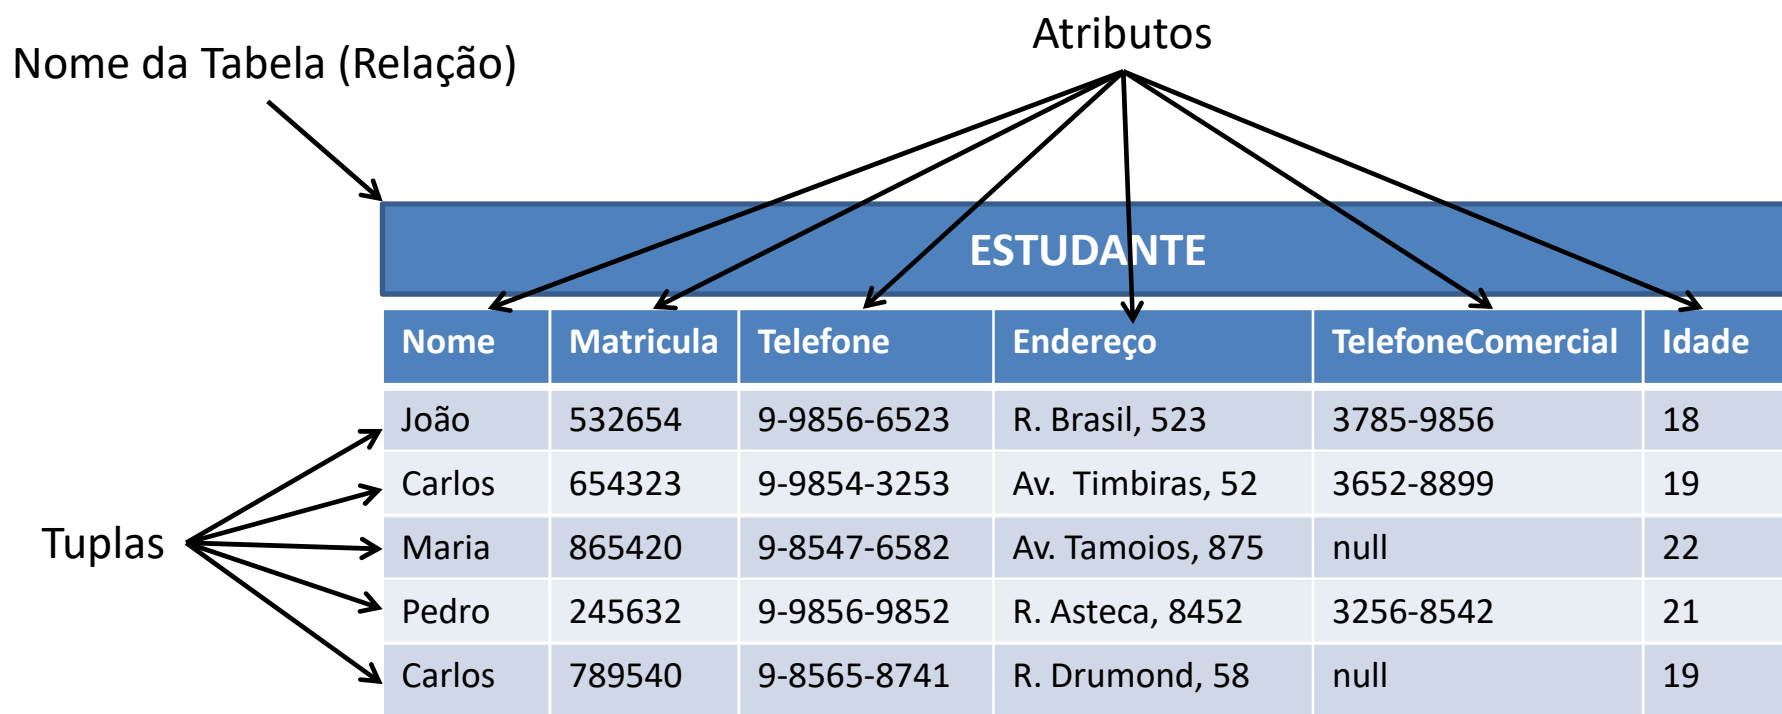 Atributos
Nome da Tabela (Relação)
ESTUDANTE
Nome Matricula Telefone Endereço TelefoneComercial Idade
João 532654 9-9856-6523 R. Brasil, 523 3785-9856 18
Carlos 654323 9-9854-3253 Av. Timbiras, 52 3652-8899 19
Tuplas
Maria 865420 9-8547-6582 Av. Tamoios, 875 null 22
Pedro 245632 9-9856-9852 R. Asteca, 8452 3256-8542 21
Carlos 789540 9-8565-8741 R. Drumond, 58 null 19